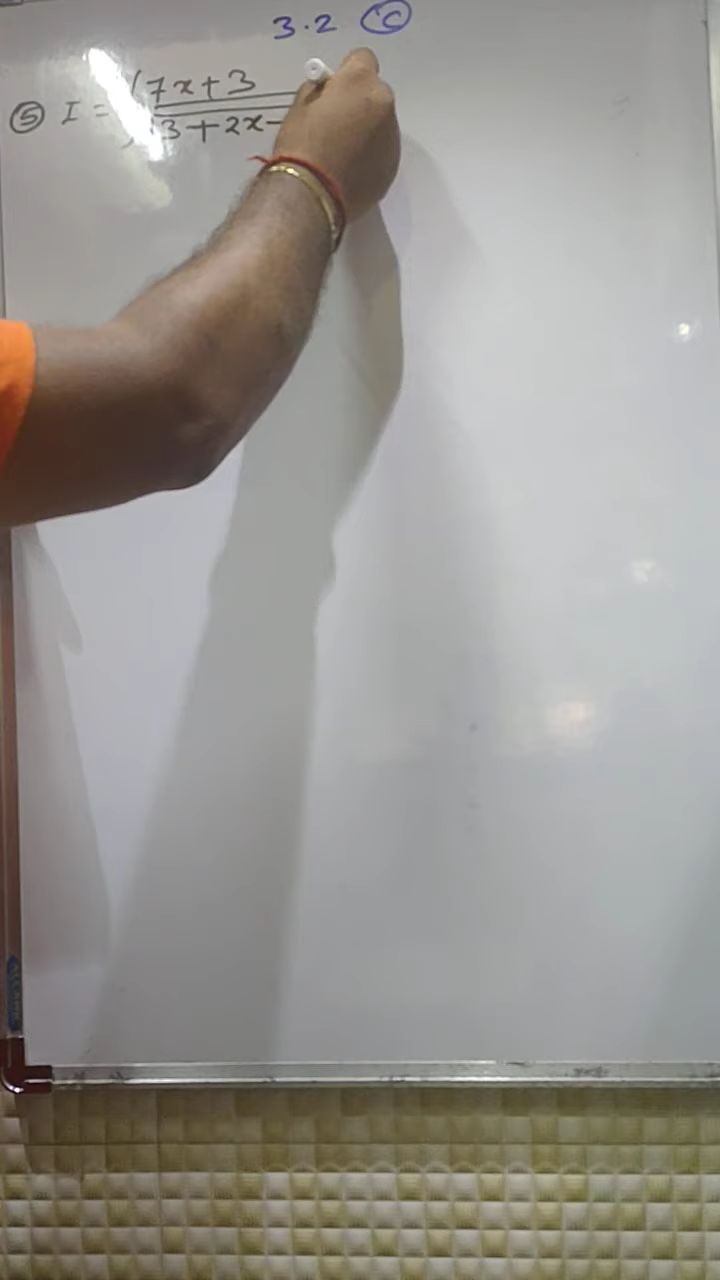 3.2 (C)
⑤ I = ∫ 7x+3
√3+2x-